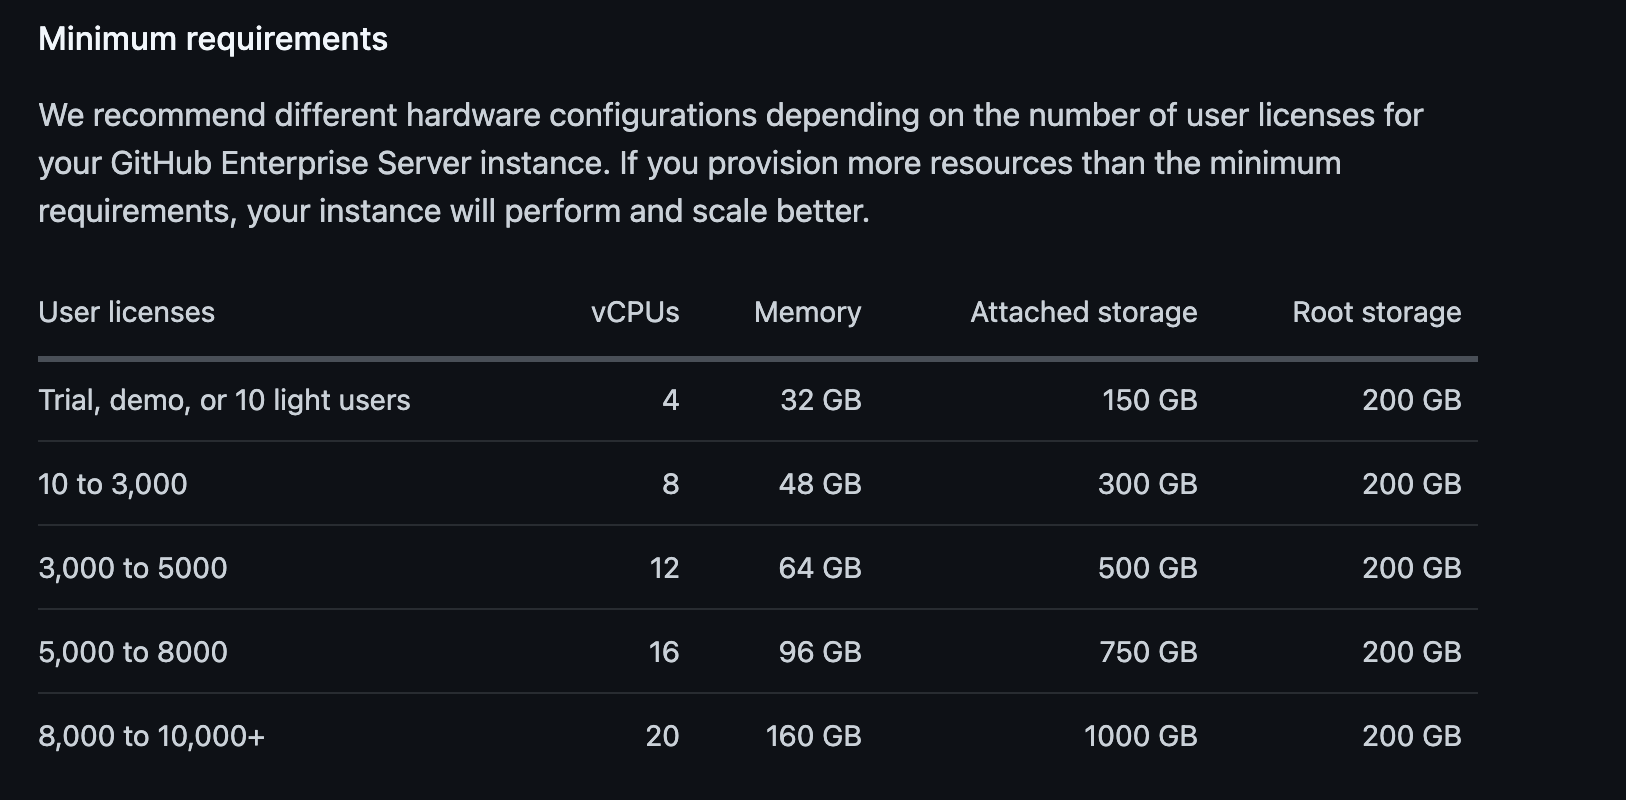 Minimum requirements
We recommend different hardware configurations depending on the number of user licenses for
your GitHub Enterprise Server instance. If you provision more resources than the minimum
requirements, your instance will perform and scale better.
User licenses vCPUs Memory Attached storage Root storage
Trial, demo, or 10 light users 4 32 GB 150 GB 200 GB
10 to 3,000 8 48 GB 300 GB 200 GB
3,000 to 5000 12 64 GB 500 GB 200 GB
5,000 to 8000 16 96 GB 750 GB 200 GB
8,000 to 10,000+ 20 160 GB 1000 GB 200 GB